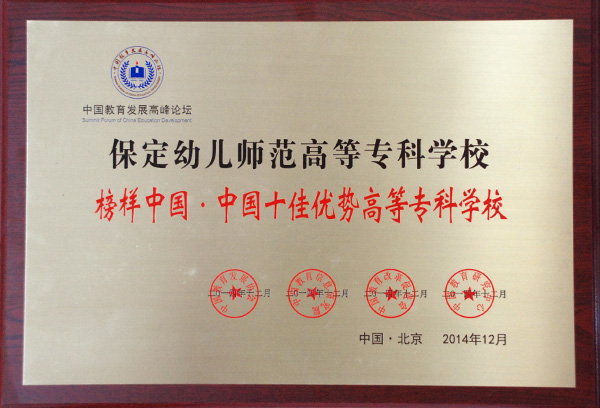 中国教育发展高峰论坛
Summit Forum of China Education Development
保定幼儿师范高等专科学校
榜样中国·中国十佳优势高等专科学校
中国·北京 2014年12月